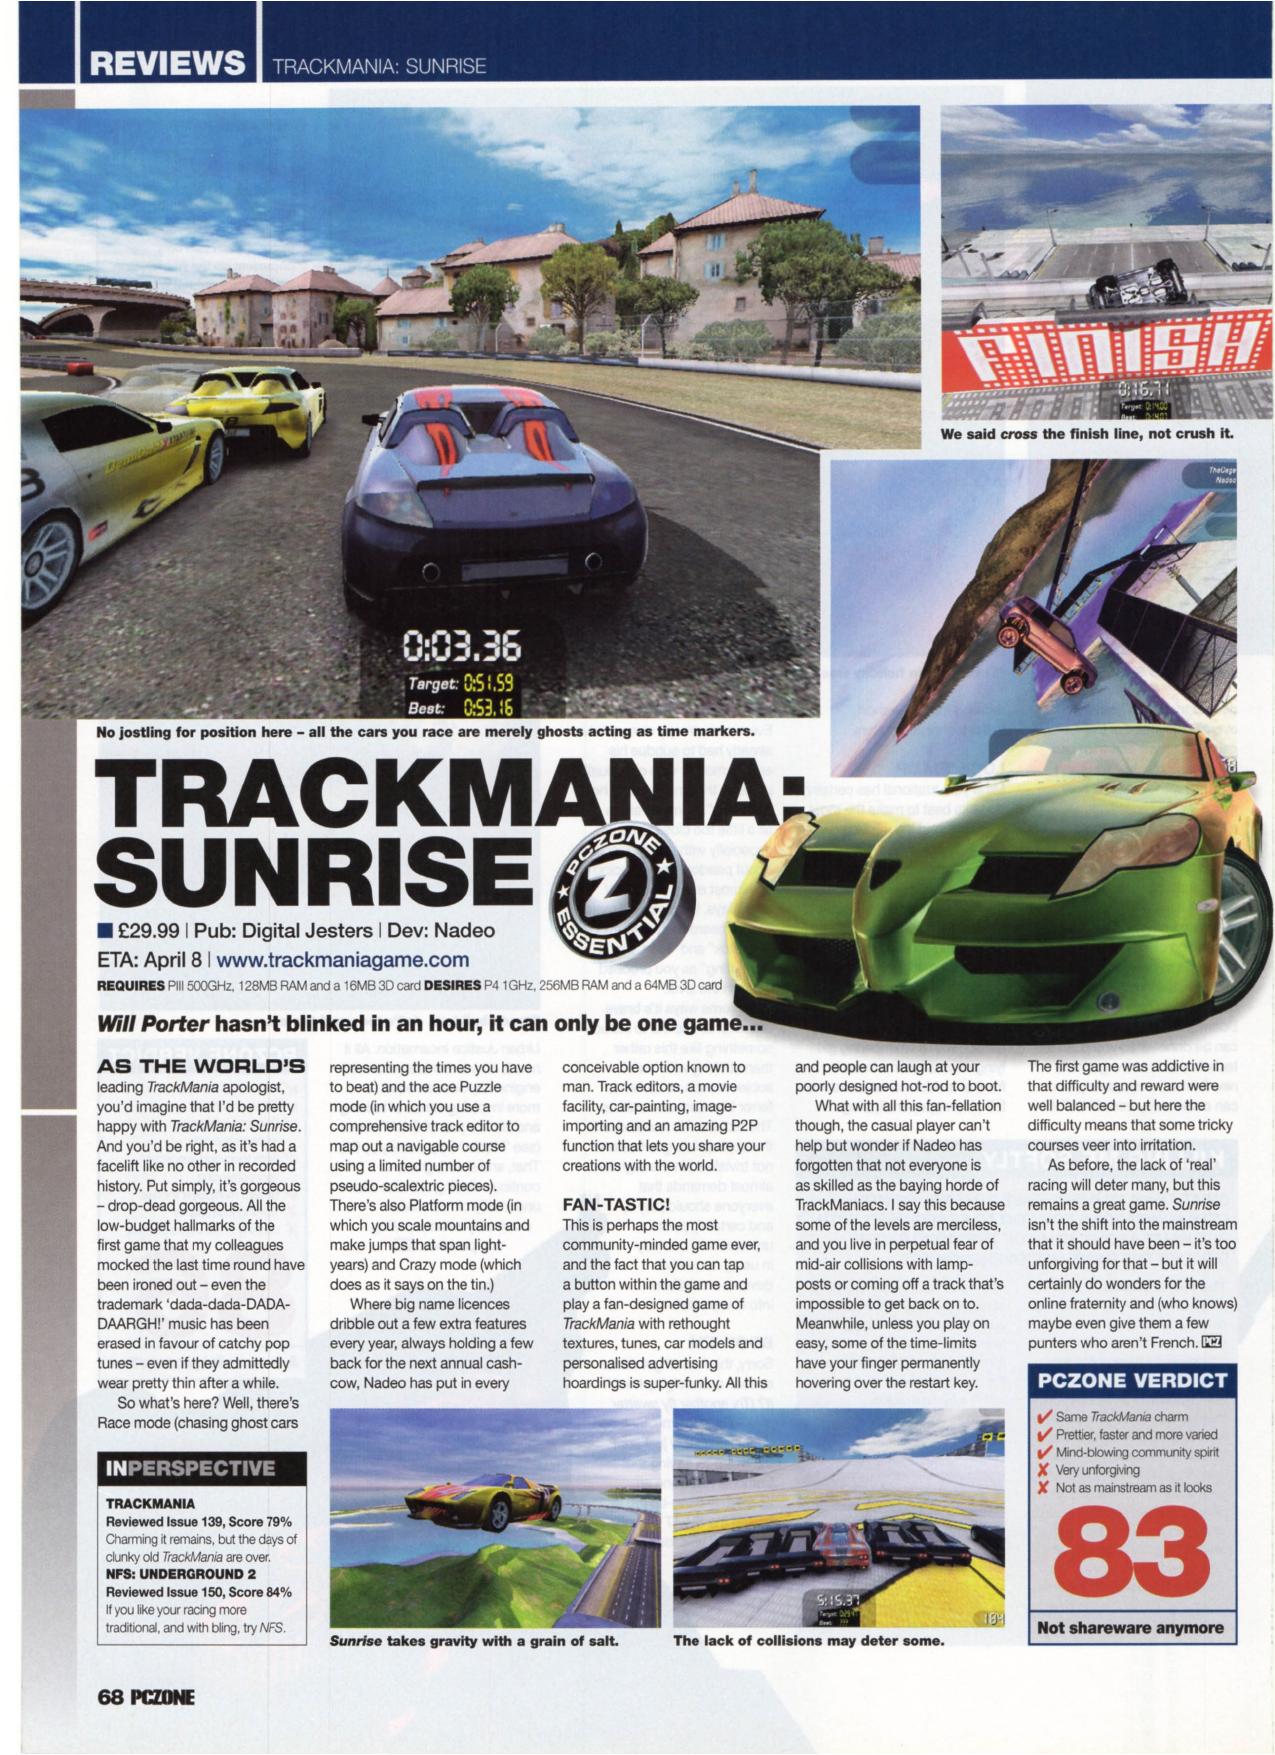 REVIEWS
TRACKMANIA: SUNRISE
FINISH
0:16.71
Target: 0:14.00
We said cross the finish line, not crush it.
TheCage
Nadeo
0:03.36
Target: 0:51.59
Best: 0:53.16
No jostling for position here – all the cars you race are merely ghosts acting as time markers.
TRACKMANIA:
SUNRISE
PCZONE
Z
ESSENTIAL
£29.99 | Pub: Digital Jesters | Dev: Nadeo
ETA: April 8 | www.trackmaniagame.com
REQUIRES PIII 500GHz, 128MB RAM and a 16MB 3D card DESIRES P4 1GHz, 256MB RAM and a 64MB 3D card
Will Porter hasn't blinked in an hour, it can only be one game...
AS THE WORLD'S
leading TrackMania apologist,
you'd imagine that I'd be pretty
happy with TrackMania: Sunrise.
And you'd be right, as it's had a
facelift like no other in recorded
history. Put simply, it's gorgeous
– drop-dead gorgeous. All the
low-budget hallmarks of the
first game that my colleagues
mocked the last time round have
been ironed out – even the
trademark 'dada-dada-DADA-
DAARGH!' music has been
erased in favour of catchy pop
tunes – even if they admittedly
wear pretty thin after a while.
So what's here? Well, there's
Race mode (chasing ghost cars
representing the times you have
to beat) and the ace Puzzle
mode (in which you use a
comprehensive track editor to
map out a navigable course
using a limited number of
pseudo-scalextric pieces).
There's also Platform mode (in
which you scale mountains and
make jumps that span light-
years) and Crazy mode (which
does as it says on the tin.)
Where big name licences
dribble out a few extra features
every year, always holding a few
back for the next annual cash-
cow, Nadeo has put in every
conceivable option known to
man. Track editors, a movie
facility, car-painting, image-
importing and an amazing P2P
function that lets you share your
creations with the world.
FAN-TASTIC!
This is perhaps the most
community-minded game ever,
and the fact that you can tap
a button within the game and
play a fan-designed game of
TrackMania with rethought
textures, tunes, car models and
personalised advertising
hoardings is super-funky. All this
and people can laugh at your
poorly designed hot-rod to boot.
What with all this fan-fellation
though, the casual player can't
help but wonder if Nadeo has
forgotten that not everyone is
as skilled as the baying horde of
TrackManiacs. I say this because
some of the levels are merciless,
and you live in perpetual fear of
mid-air collisions with lamp-
posts or coming off a track that's
impossible to get back on to.
Meanwhile, unless you play on
easy, some of the time-limits
have your finger permanently
hovering over the restart key.
The first game was addictive in
that difficulty and reward were
well balanced – but here the
difficulty means that some tricky
courses veer into irritation.
As before, the lack of 'real'
racing will deter many, but this
remains a great game. Sunrise
isn't the shift into the mainstream
that it should have been – it's too
unforgiving for that – but it will
certainly do wonders for the
online fraternity and (who knows)
maybe even give them a few
punters who aren't French. PCZ
INPERSPECTIVE
TRACKMANIA
Reviewed Issue 139, Score 79%
Charming it remains, but the days of
clunky old TrackMania are over.
NFS: UNDERGROUND 2
Reviewed Issue 150, Score 84%
If you like your racing more
traditional, and with bling, try NFS.
Sunrise takes gravity with a grain of salt.
5:15.37
184
The lack of collisions may deter some.
PCZONE VERDICT
✓ Same TrackMania charm
✓ Prettier, faster and more varied
✓ Mind-blowing community spirit
✗ Very unforgiving
✗ Not as mainstream as it looks
83
Not shareware anymore
68 PCZONE